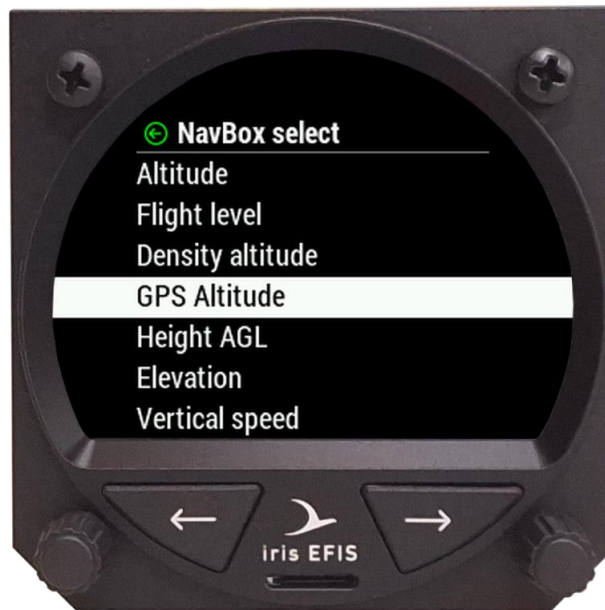 NavBox select
Altitude
Flight level
Density altitude
GPS Altitude
Height AGL
Elevation
Vertical speed
iris EFIS